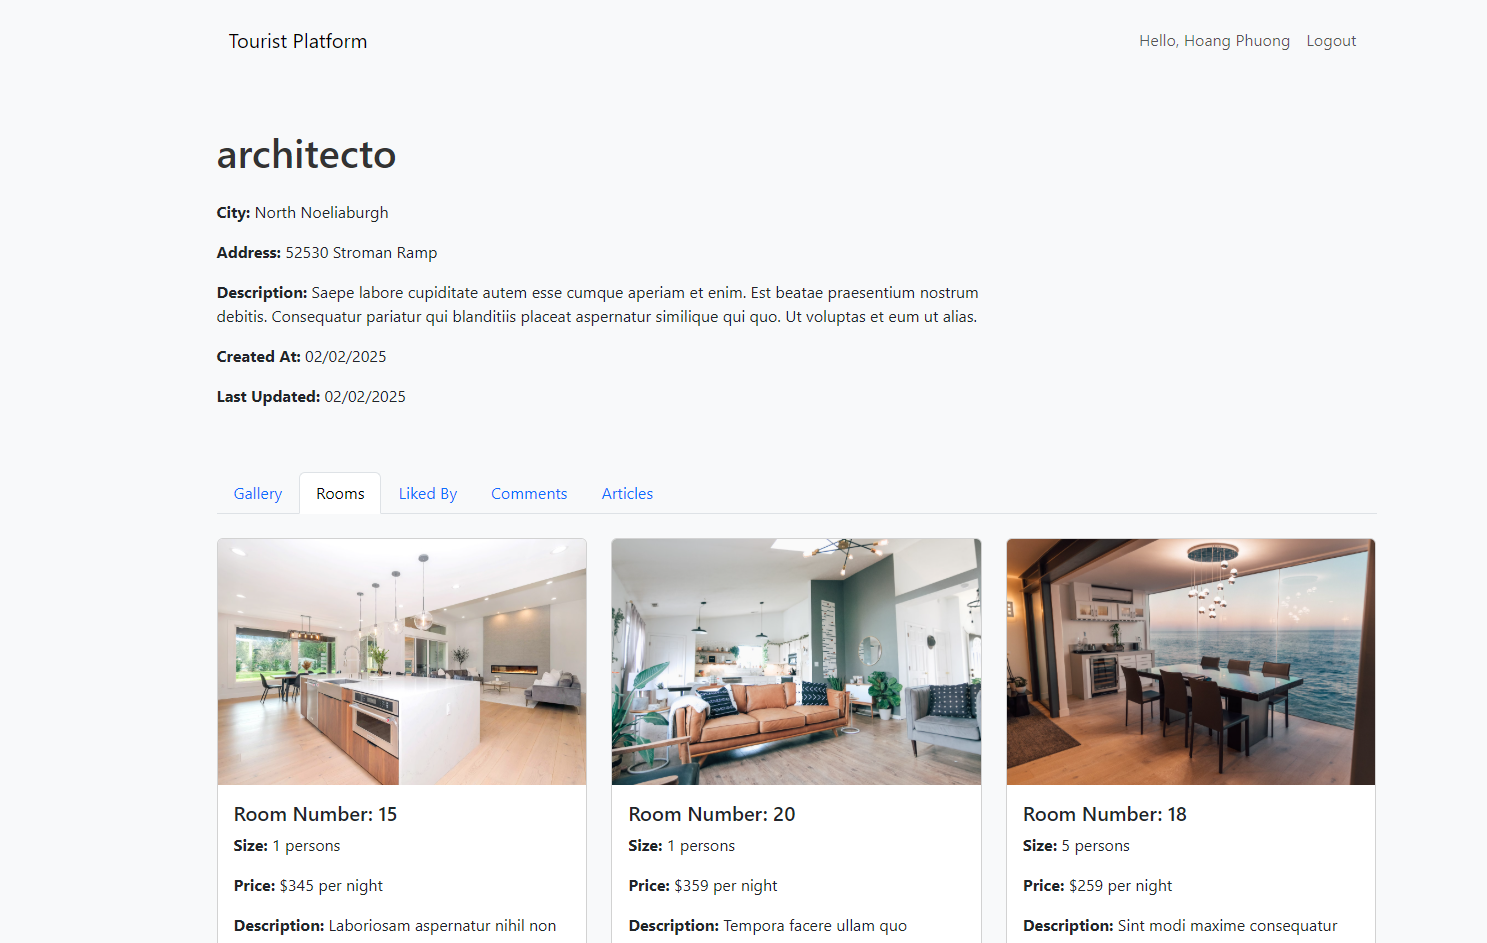 Tourist Platform
Hello, Hoang Phuong Logout
architecto
City: North Noeliaburgh
Address: 52530 Stroman Ramp
Description: Saepe labore cupiditate autem esse cumque aperiam et enim. Est beatae praesentium nostrum
debitis. Consequatur pariatur qui blanditiis placeat aspernatur similique qui quo. Ut voluptas et eum ut alias.
Created At: 02/02/2025
Last Updated: 02/02/2025
Gallery Rooms Liked By Comments Articles
Room Number: 15
Size: 1 persons
Price: $345 per night
Description: Laboriosam aspernatur nihil non
Room Number: 20
Size: 1 persons
Price: $359 per night
Description: Tempora facere ullam quo
Room Number: 18
Size: 5 persons
Price: $259 per night
Description: Sint modi maxime consequatur